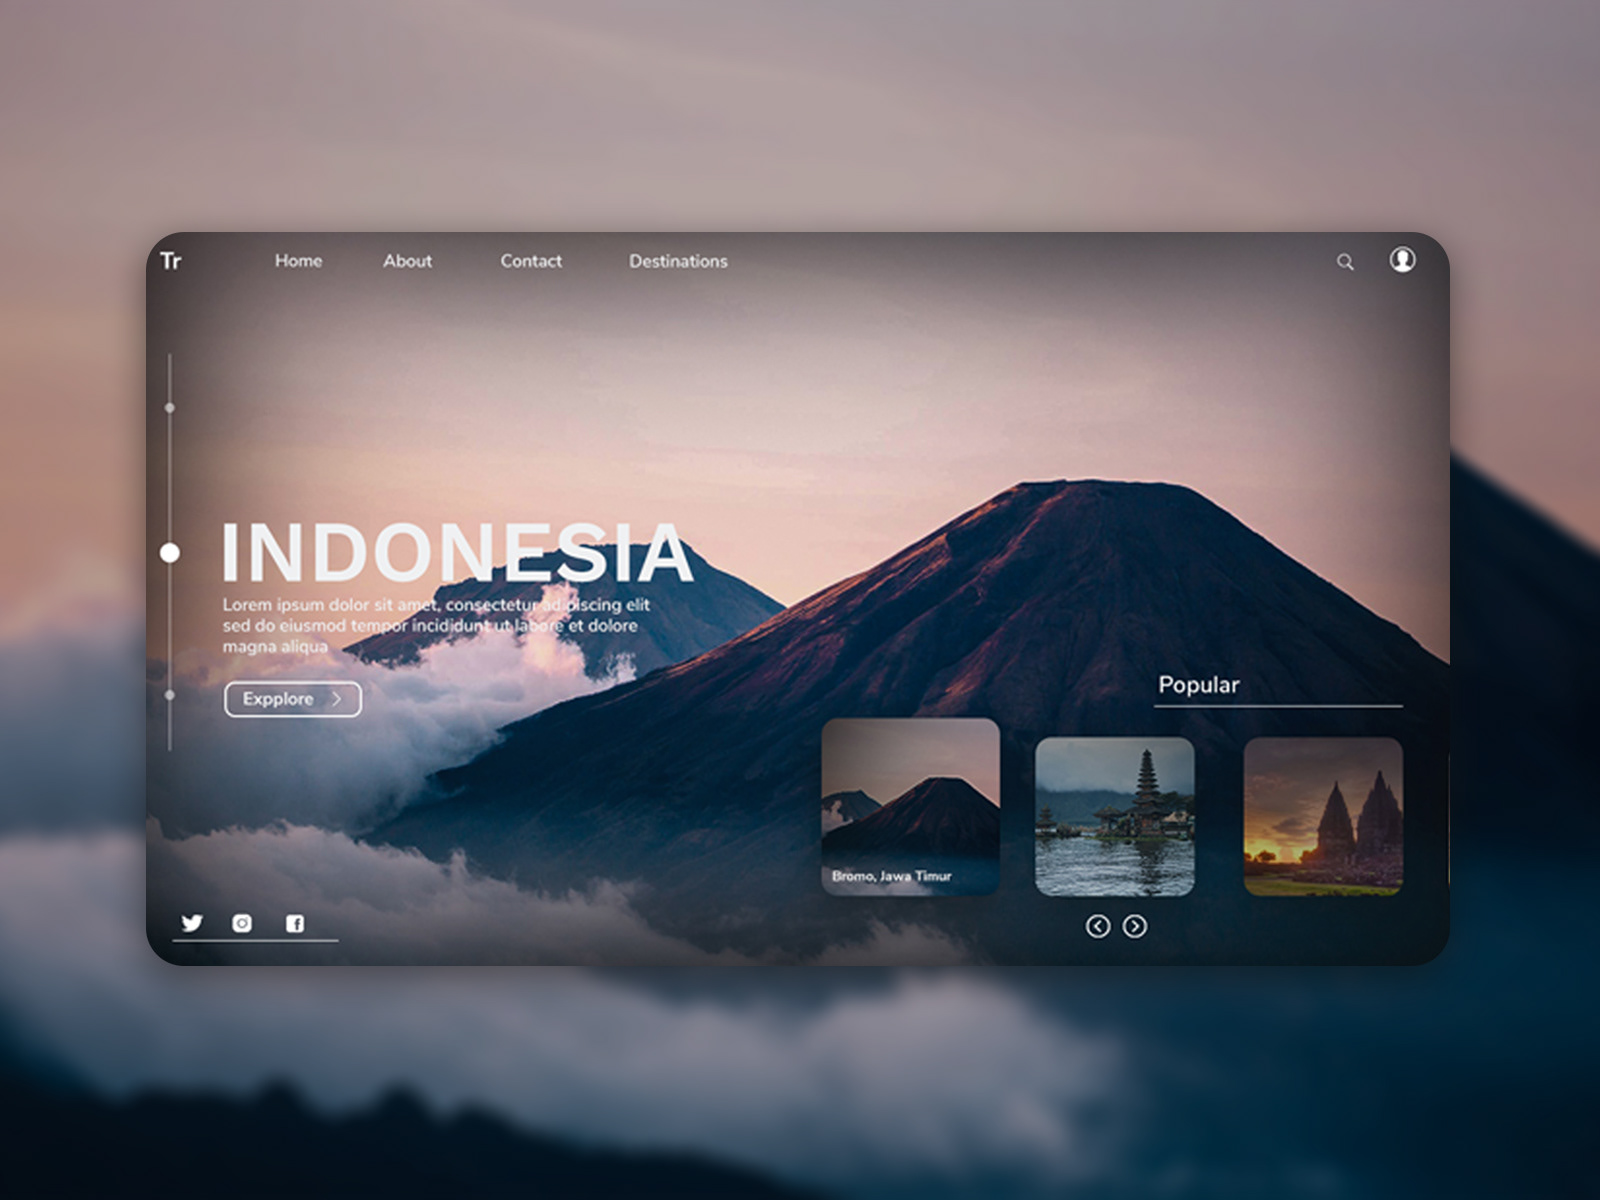 Tr
Home
About
Contact
Destinations
INDONESIA
Lorem ipsum dolor sit amet, consectetur adipiscing elit
sed do eiusmod tempor incididunt ut labore et dolore
magna aliqua
Expplore
Popular
Bromo, Jawa Timur